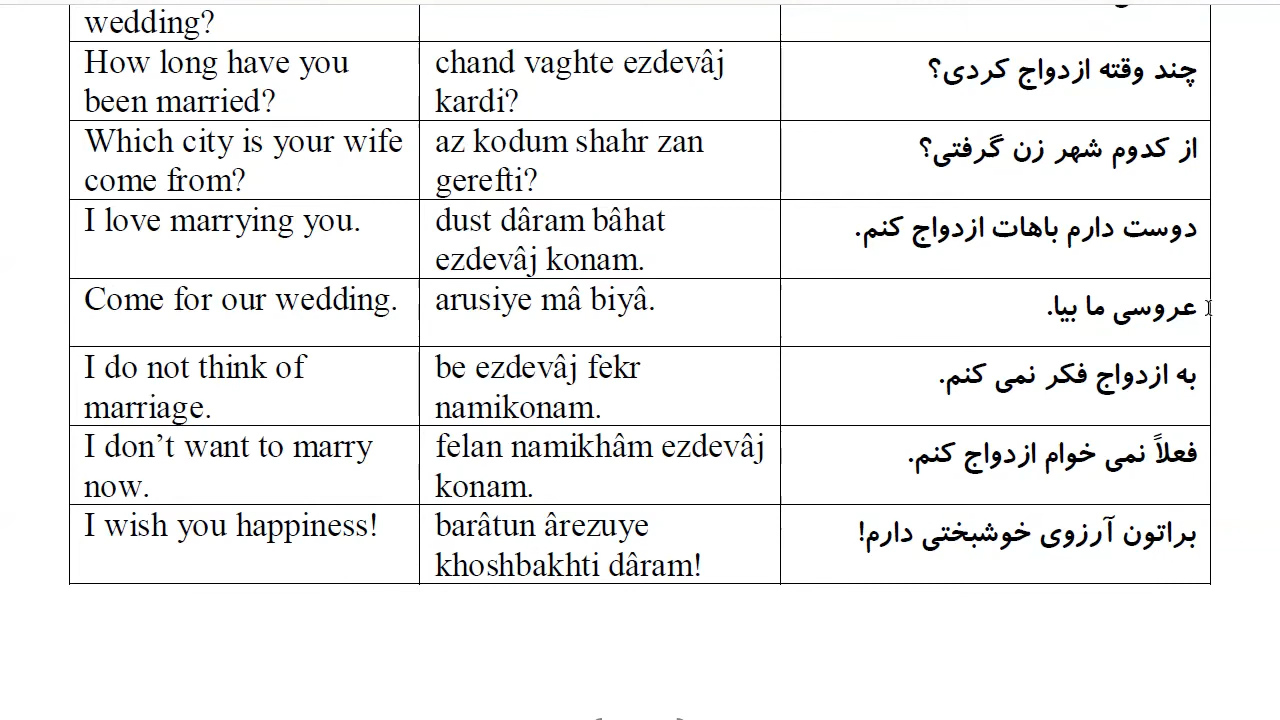 wedding?
How long have you
been married?
chand vaghte ezdevâj
kardi?
چند وقته ازدواج کردی؟
Which city is your wife
come from?
az kodum shahr zan
gerefti?
از کدوم شهر زن گرفتی؟
I love marrying you.
dust dâram bâhat
ezdevâj konam.
دوست دارم باهات ازدواج کنم.
Come for our wedding.
arusiye mâ biyâ.
عروسی ما بیا.
I do not think of
marriage.
be ezdevâj fekr
namikonam.
به ازدواج فکر نمی کنم.
I don’t want to marry
now.
felan namikhâm ezdevâj
konam.
فعلاً نمی خوام ازدواج کنم.
I wish you happiness!
barâtun ârezuye
khoshbakhti dâram!
براتون آرزوی خوشبختی دارم!